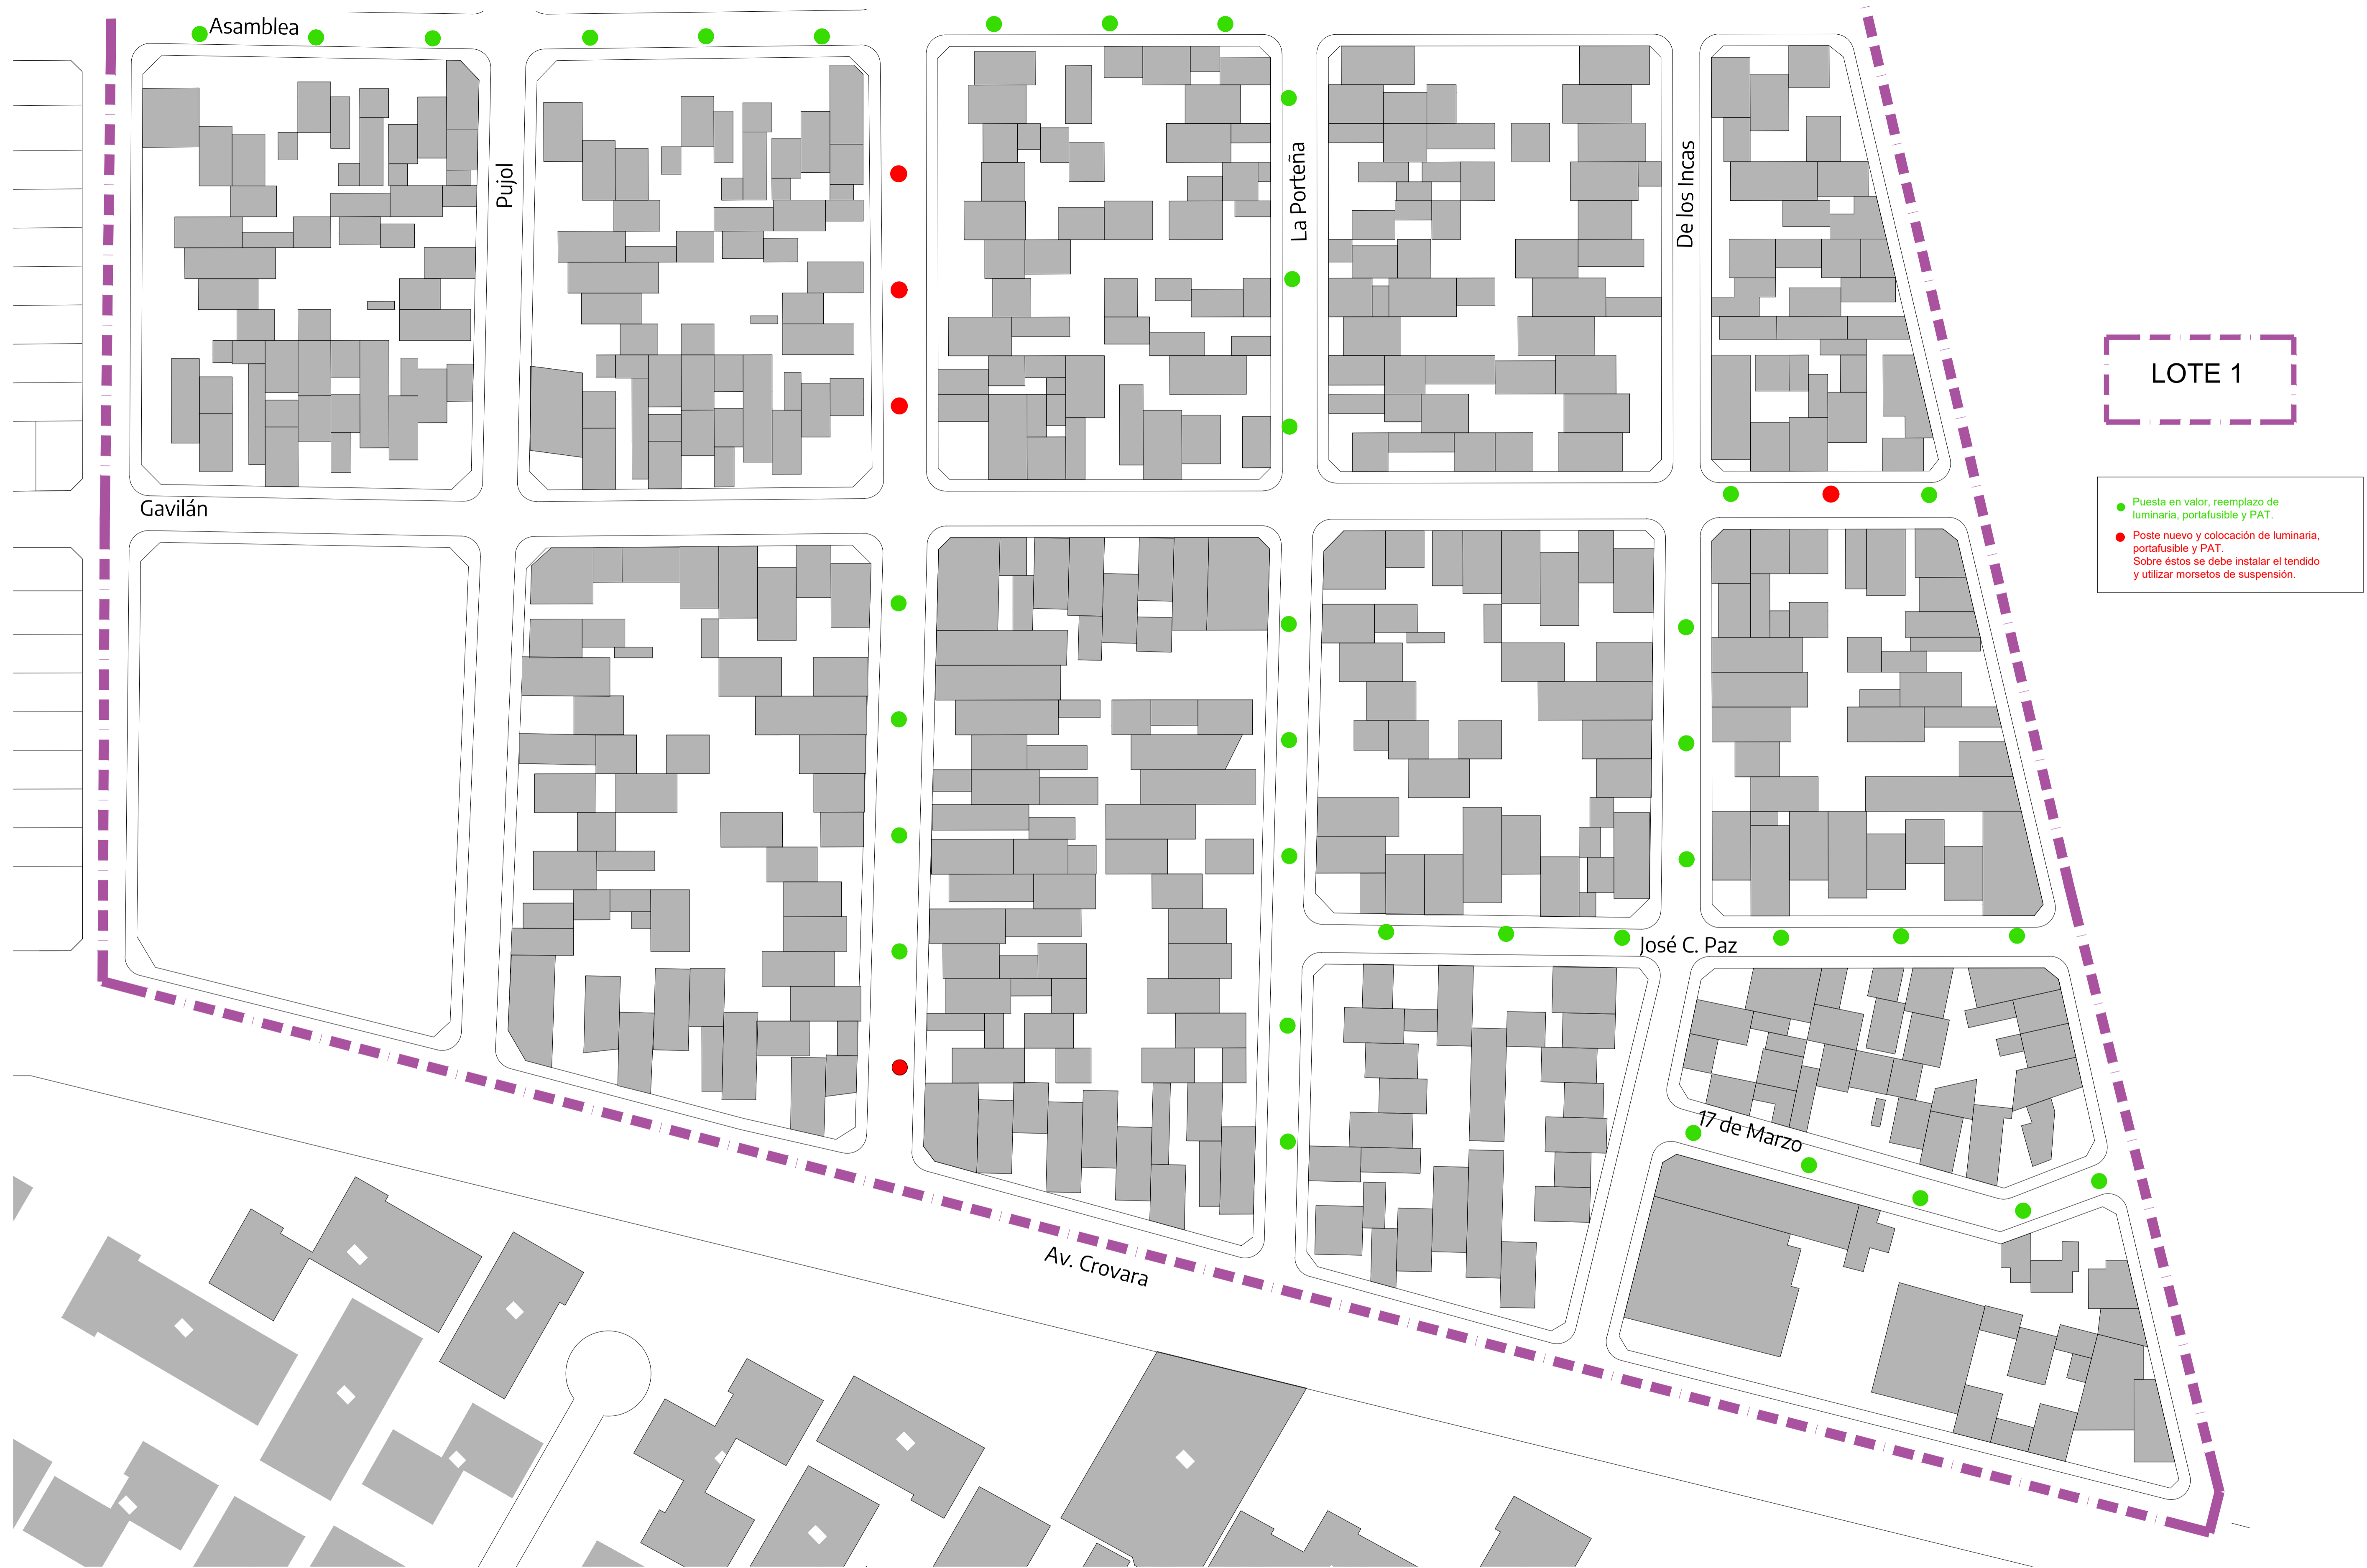 Asamblea
Pujol
La Porteña
De los Incas
LOTE 1
Gavilán
Puesta en valor, reemplazo de
luminaria, portafusible y PAT.
Poste nuevo y colocación de luminaria,
portafusible y PAT.
Sobre éstos se debe instalar el tendido
y utilizar morsetos de suspensión.
José C. Paz
17 de Marzo
Av. Crovara